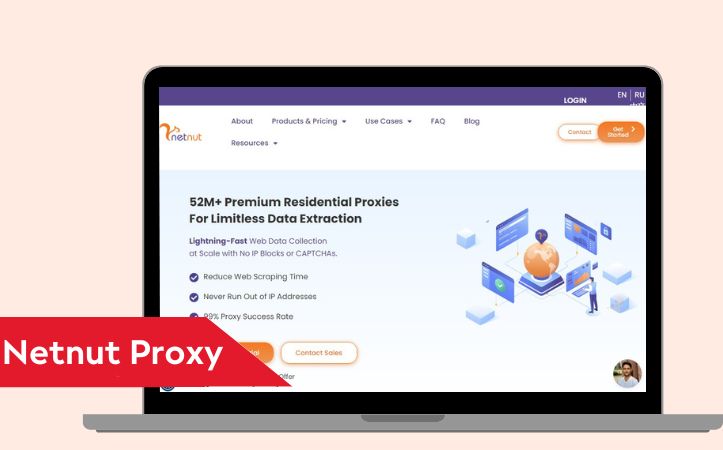 EN RU
LOGIN
netnut
About Products & Pricing Use Cases FAQ Blog
Resources
Contact
Get Started
52M+ Premium Residential Proxies
For Limitless Data Extraction
Lightning-Fast Web Data Collection
at Scale with No IP Blocks or CAPTCHAs.
Reduce Web Scraping Time
Never Run Out of IP Addresses
99% Proxy Success Rate
Contact Sales
Offer
Netnut Proxy